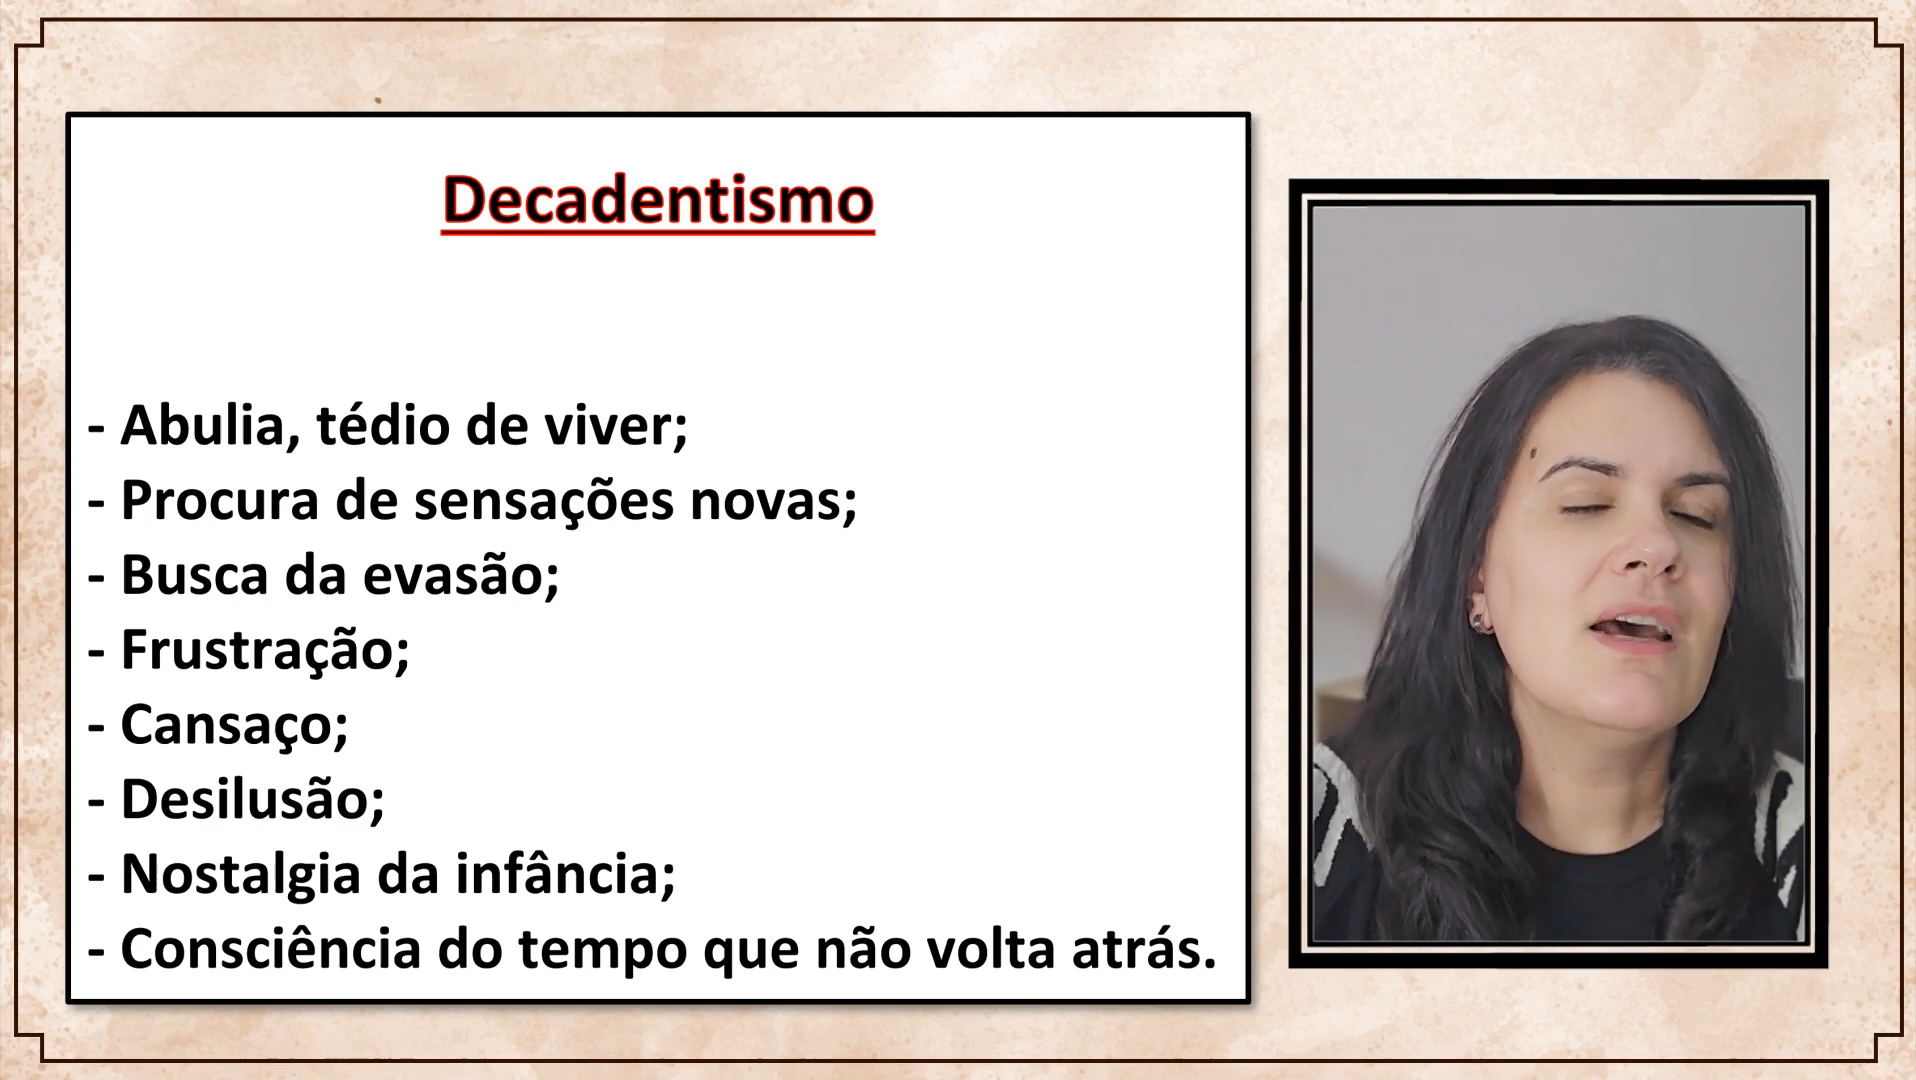 Decadentismo
- Abulia, tédio de viver;
- Procura de sensações novas;
- Busca da evasão;
- Frustração;
- Cansaço;
- Desilusão;
- Nostalgia da infância;
- Consciência do tempo que não volta atrás.